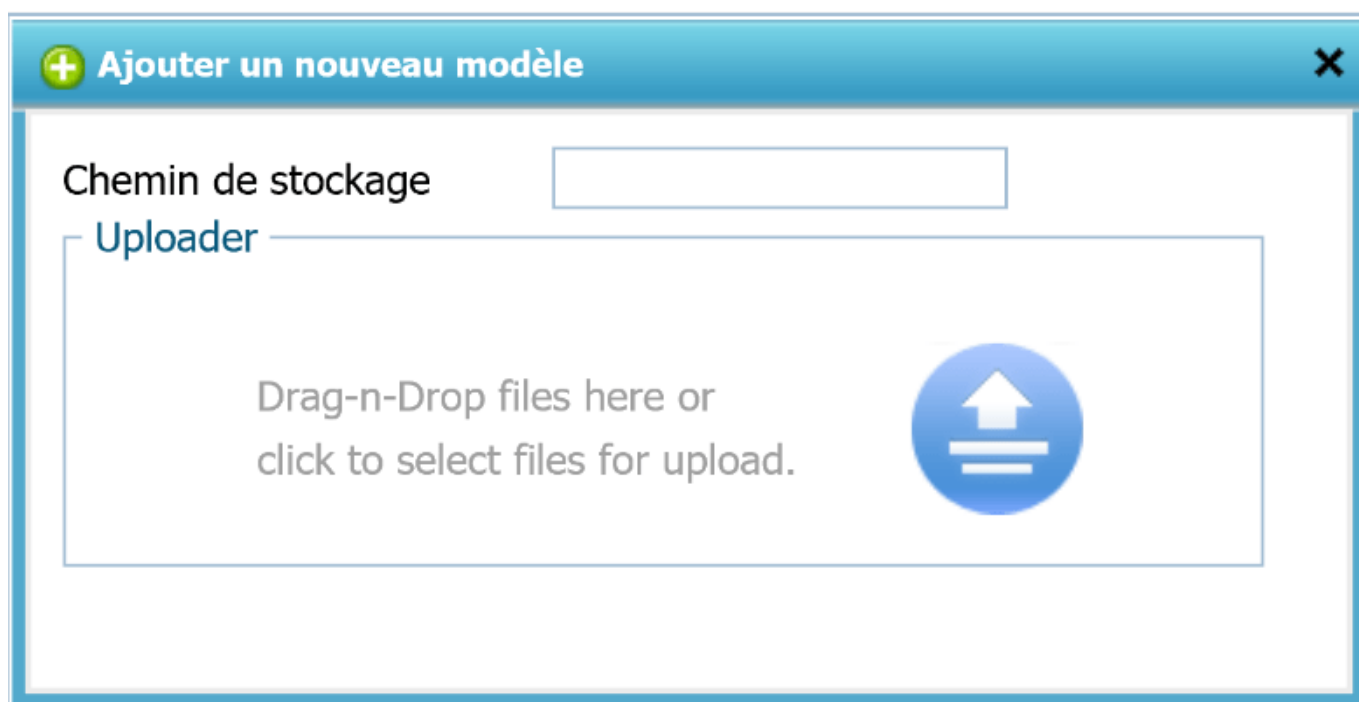 Ajouter un nouveau modèle
Chemin de stockage
Uploader
Drag-n-Drop files here or
click to select files for upload.